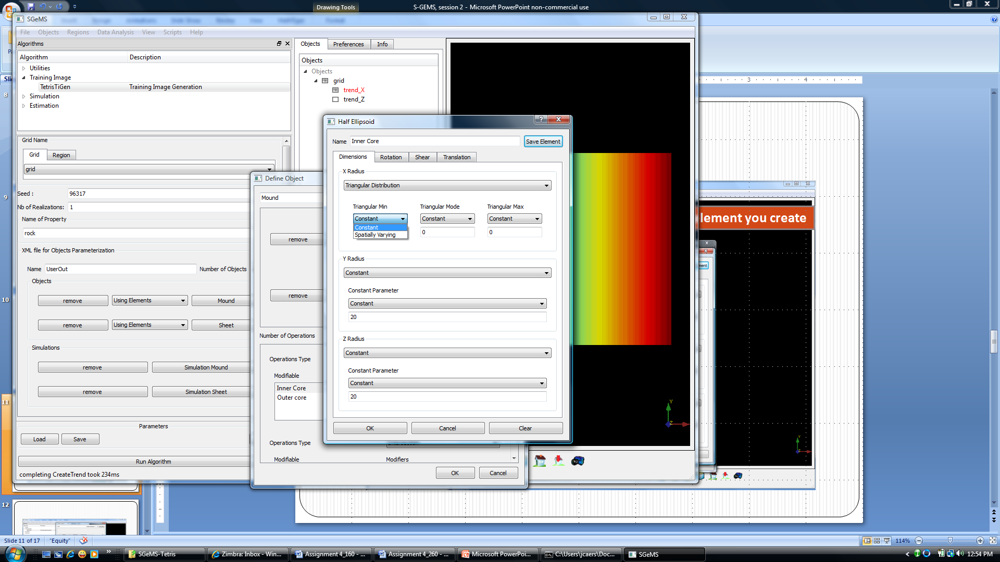 Drawing Tools
S-GEMS, session 2 - Microsoft PowerPoint non-commercial use
SGeMS
File Objects Regions Data Analysis View Scripts Help
Algorithms
Algorithm Description
Utilities
Training Image
TetrisTiGen Training Image Generation
Simulation
Estimation
Grid Name
Grid Region
grid
Seed : 96317
Nb of Realizations: 1
Name of Property
rock
XML file for Objects Parameterization
Name UserOut Number of Objects
Objects
remove Using Elements Mound
remove Using Elements Sheet
Simulations
remove Simulation Mound
remove Simulation Sheet
Parameters
Load Save
Run Algorithm
completing CreateTrend took 234ms
Objects Preferences Info
Objects
Objects
grid
trend_X
trend_Z
Define Object
Mound
remove
remove
Number of Operations
Operations Type
Modifiable
Inner Core
Outer core
Operations Type
Modifiable Modifiers
OK Cancel
Half Ellipsoid
Name Inner Core Save Element
Dimensions Rotation Shear Translation
X Radius
Triangular Distribution
Triangular Min Triangular Mode Triangular Max
Constant Constant Constant
Constant
Spatially Varying
0 0
Y Radius
Constant
Constant Parameter
Constant
20
Z Radius
Constant
Constant Parameter
Constant
20
OK Cancel Clear
Y
Z
3 4
lement you create
8
9
10
11
12
Slide 11 of 17 "Equity" 114%
SGeMS-Tetris Zimbra: Inbox - Win... Assignment 4_160 - ... Assignment 4_260 - ... Microsoft PowerPoi... C:\Users\jcaers\Doc... SGeMS 12:54 PM